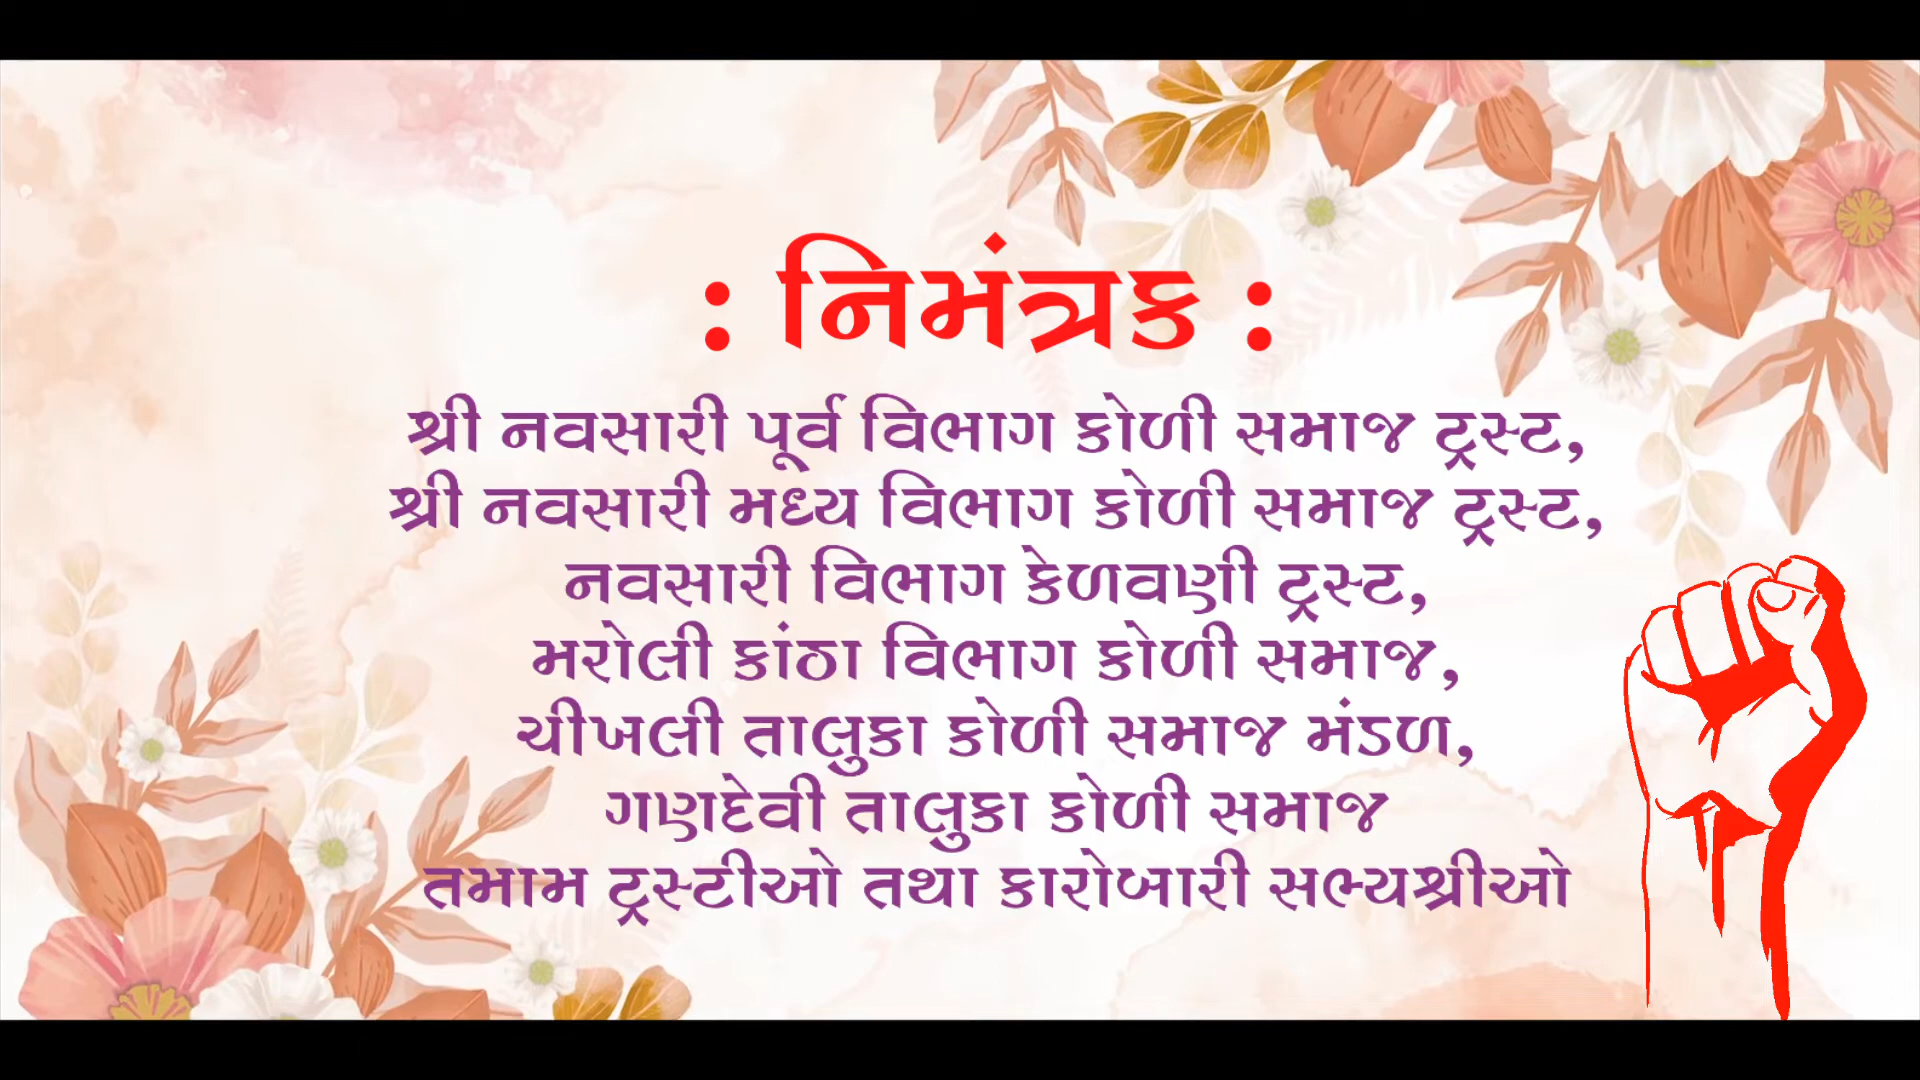 : નિમંત્રક :
શ્રી નવસારી પૂર્વ વિભાગ કોળી સમાજ ટ્રસ્ટ,
શ્રી નવસારી મધ્ય વિભાગ કોળી સમાજ ટ્રસ્ટ,
નવસારી વિભાગ કેળવણી ટ્રસ્ટ,
મરોલી કાંઠા વિભાગ કોળી સમાજ,
ચીખલી તાલુકા કોળી સમાજ મંડળ,
ગણદેવી તાલુકા કોળી સમાજ
તમામ ટ્રસ્ટીઓ તથા કારોબારી સભ્યશ્રીઓ